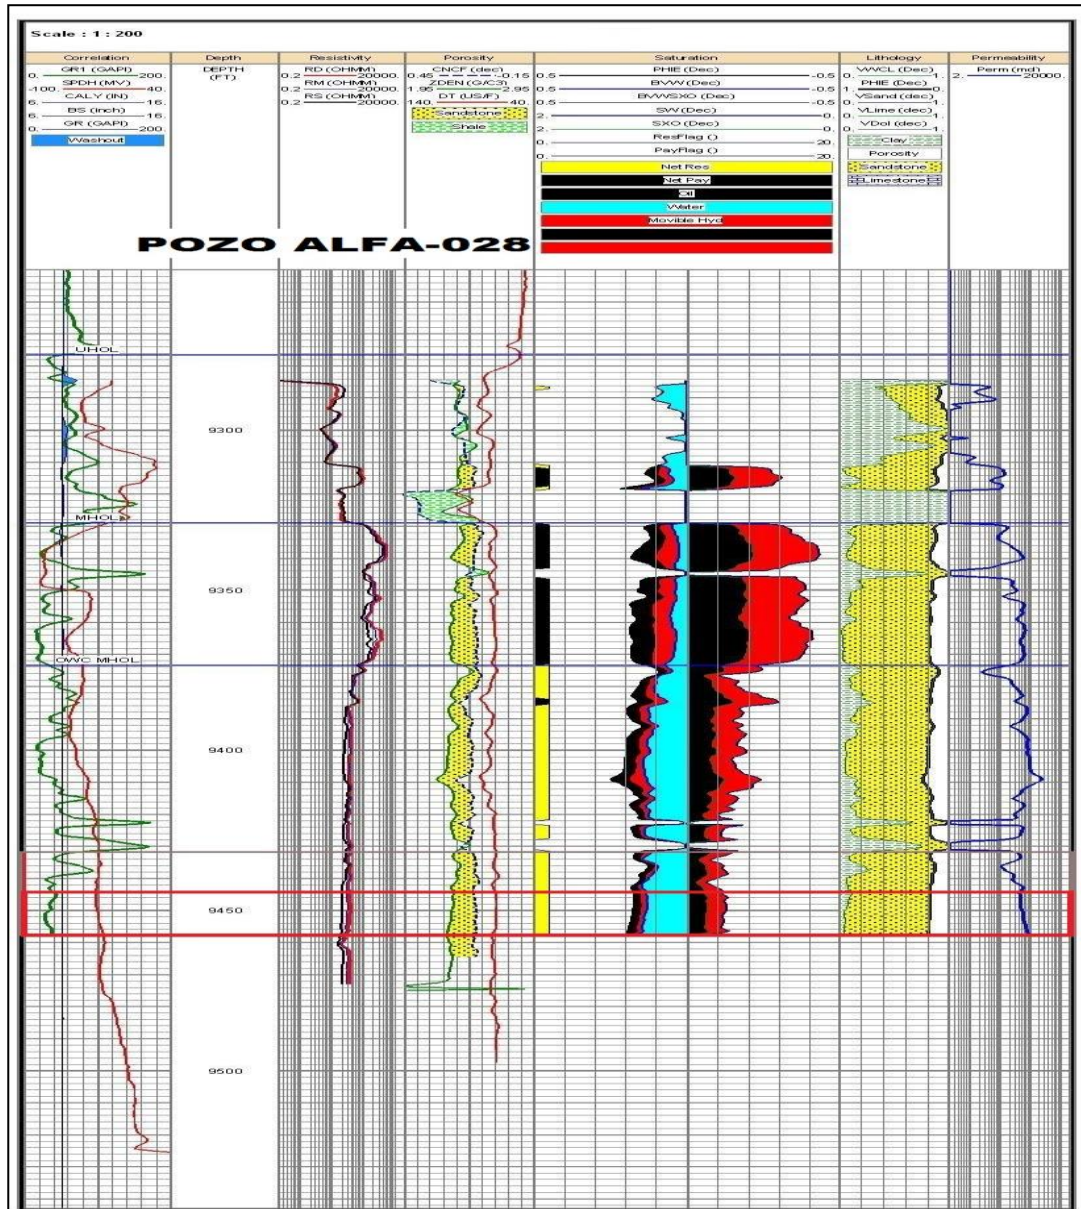 Scale : 1 : 200
Correlation Depth Resistivity Porosity Saturation Lithology Permeability
GR1 (GAPI)
0. 200.
SPDH (MV)
-100. 40.
CALY (IN)
6. 16.
BS (inch)
6. 16.
GR (GAPI)
0. 200.
Washout
DEPTH
(FT)
RD (OHMM)
0.2 20000.
RM (OHMM)
0.2 20000.
RS (OHMM)
0.2 20000.
CNCF (dec)
0.45 -0.15
ZDEN (G/C3)
1.95 2.95
DT (US/F)
140. 40.
Sandstone
Shale
PHIE (Dec)
0.5 -0.5
BVW (Dec)
0.5 -0.5
BVWSXO (Dec)
0.5 -0.5
SW (Dec)
2. -0.
SXO (Dec)
2. -0.
ResFlag ()
0. 20.
PayFlag ()
0. 20.
Net Res
Net Pay
Oil
Water
Movible Hyd
VWCL (Dec)
0. 1.
PHIE (Dec)
1. 0.
VSand (dec)
0. 1.
VLime (dec)
0. 1.
VDol (dec)
0. 1.
Clay
Porosity
Sandstone
Limestone
Perm (md)
2. 20000.
POZO ALFA-028
UHOL
9300
MHOL
9350
OWC MHOL
9400
9450
9500